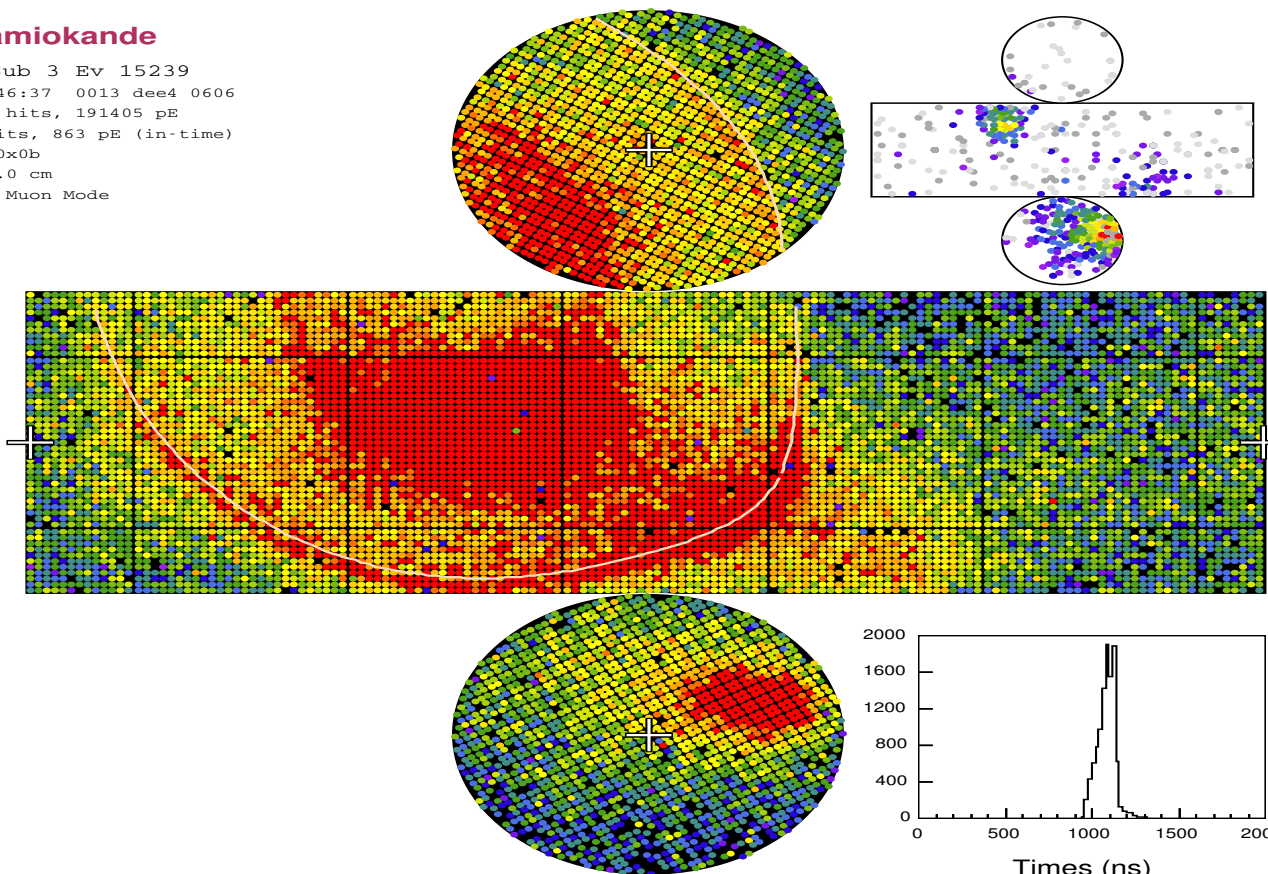 amiokande
ub 3 Ev 15239
46:37 0013 dee4 0606
hits, 191405 pE
its, 863 pE (in-time)
0x0b
.0 cm
Muon Mode
2000
1600
1200
800
400
0
0 500 1000 1500 200
Times (ns)